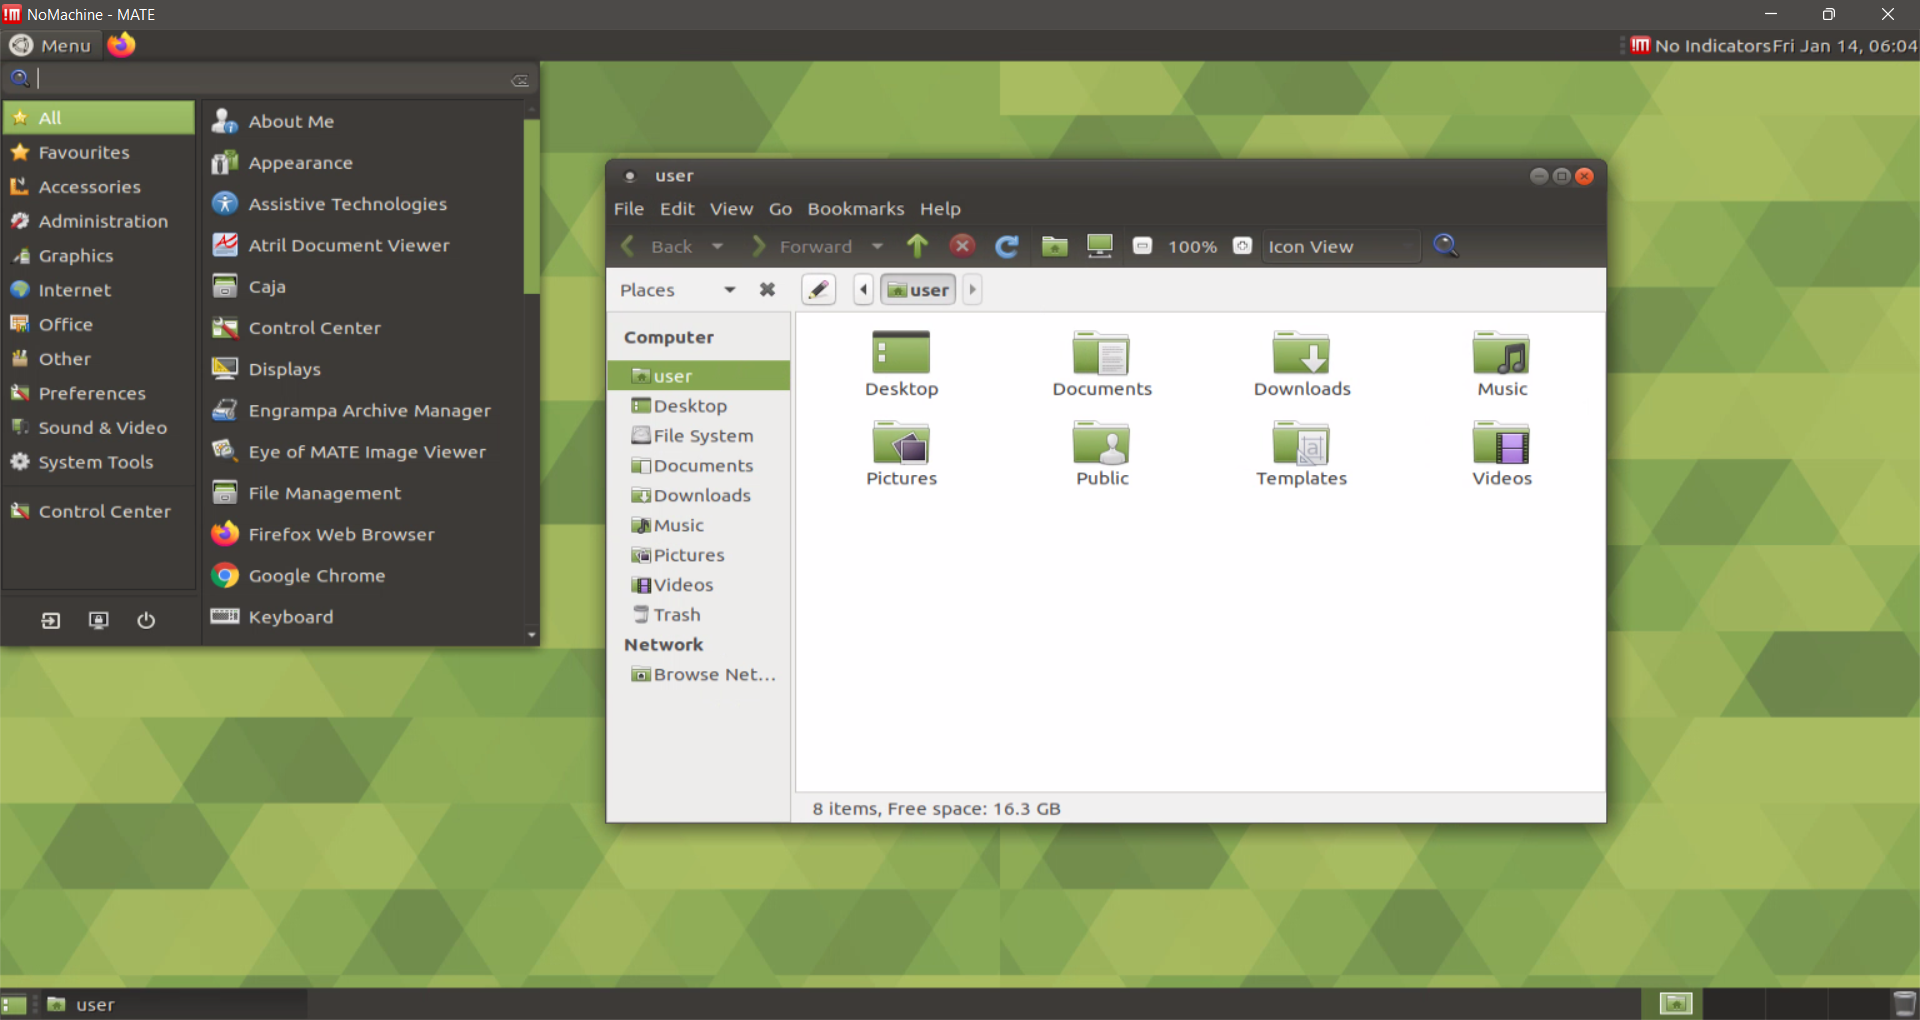 NoMachine - MATE
Menu
No Indicators Fri Jan 14, 06:04
All
Favourites
Accessories
Administration
Graphics
Internet
Office
Other
Preferences
Sound & Video
System Tools
Control Center
About Me
Appearance
Assistive Technologies
Atril Document Viewer
Caja
Control Center
Displays
Engrampa Archive Manager
Eye of MATE Image Viewer
File Management
Firefox Web Browser
Google Chrome
Keyboard
user
File Edit View Go Bookmarks Help
Back Forward 100% Icon View
Places user
Computer
user
Desktop
File System
Documents
Downloads
Music
Pictures
Videos
Trash
Network
Browse Net...
Desktop Documents Downloads Music
Pictures Public Templates Videos
8 items, Free space: 16.3 GB
user